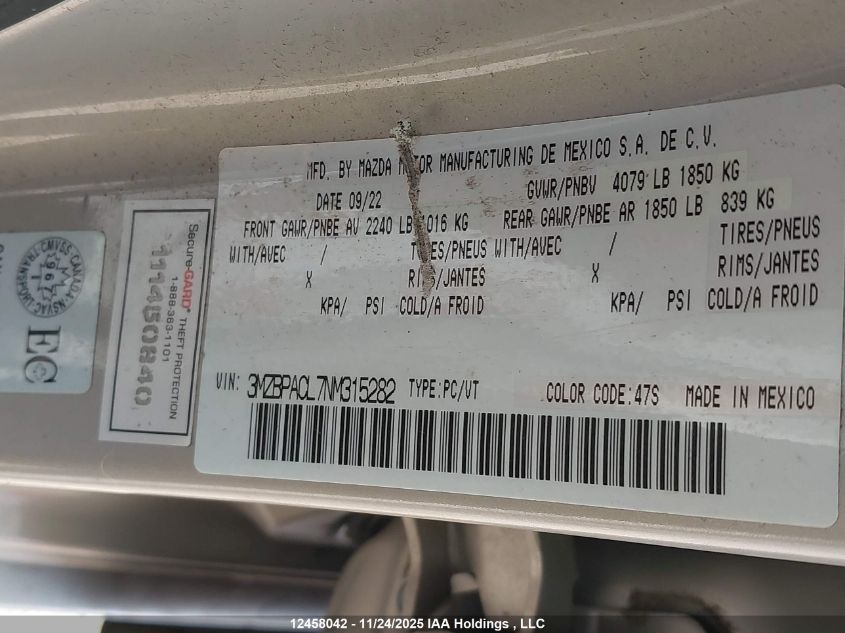 MFD. BY MAZDA MOTOR MANUFACTURING DE MEXICO S.A. DE C.V.
DATE 09/22 GVWR/PNBV 4079 LB 1850 KG
FRONT GAWR/PNBE AV 2240 LB 1016 KG REAR GAWR/PNBE AR 1850 LB 839 KG
WITH/AVEC / TIRES/PNEUS WITH/AVEC / TIRES/PNEUS
X RIMS/JANTES X RIMS/JANTES
KPA/ PSI COLD/A FROID KPA/ PSI COLD/A FROID
VIN: 3MZBPACL7NM315282 TYPE:PC/VT COLOR CODE:47S MADE IN MEXICO
Secure-GARD® THEFT PROTECTION
1-888-363-1101
111450840
967
EC
12458042 - 11/24/2025 IAA Holdings , LLC